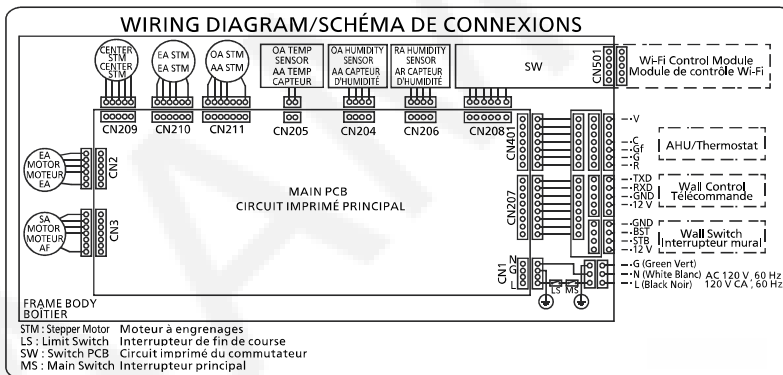 WIRING DIAGRAM/SCHÉMA DE CONNEXIONS
CENTER
STM
CENTER
STM
EA STM
EA STM
OA STM
AA STM
OA TEMP
SENSOR
AA TEMP
CAPTEUR
OA HUMIDITY
SENSOR
AA CAPTEUR
D'HUMIDITÉ
RA HUMIDITY
SENSOR
AR CAPTEUR
D'HUMIDITÉ
SW
CN501
Wi-Fi Control Module
Module de contrôle Wi-Fi
CN209
CN210
CN211
CN205
CN204
CN206
CN208
CN401
V
C
Gf
G
R
AHU/Thermostat
EA
MOTOR
MOTEUR
EA
CN2
MAIN PCB
CIRCUIT IMPRIMÉ PRINCIPAL
CN207
TXD
RXD
GND
12 V
Wall Control
Télécommande
SA
MOTOR
MOTEUR
AF
CN3
GND
BST
STB
12 V
Wall Switch
Interrupteur mural
CN1
N
G
L
LS
MS
G (Green Vert)
N (White Blanc) AC 120 V, 60 Hz
L (Black Noir) 120 V CA, 60 Hz
FRAME BODY
BOÎTIER
STM : Stepper Motor Moteur à engrenages
LS : Limit Switch Interrupteur de fin de course
SW : Switch PCB Circuit imprimé du commutateur
MS : Main Switch Interrupteur principal